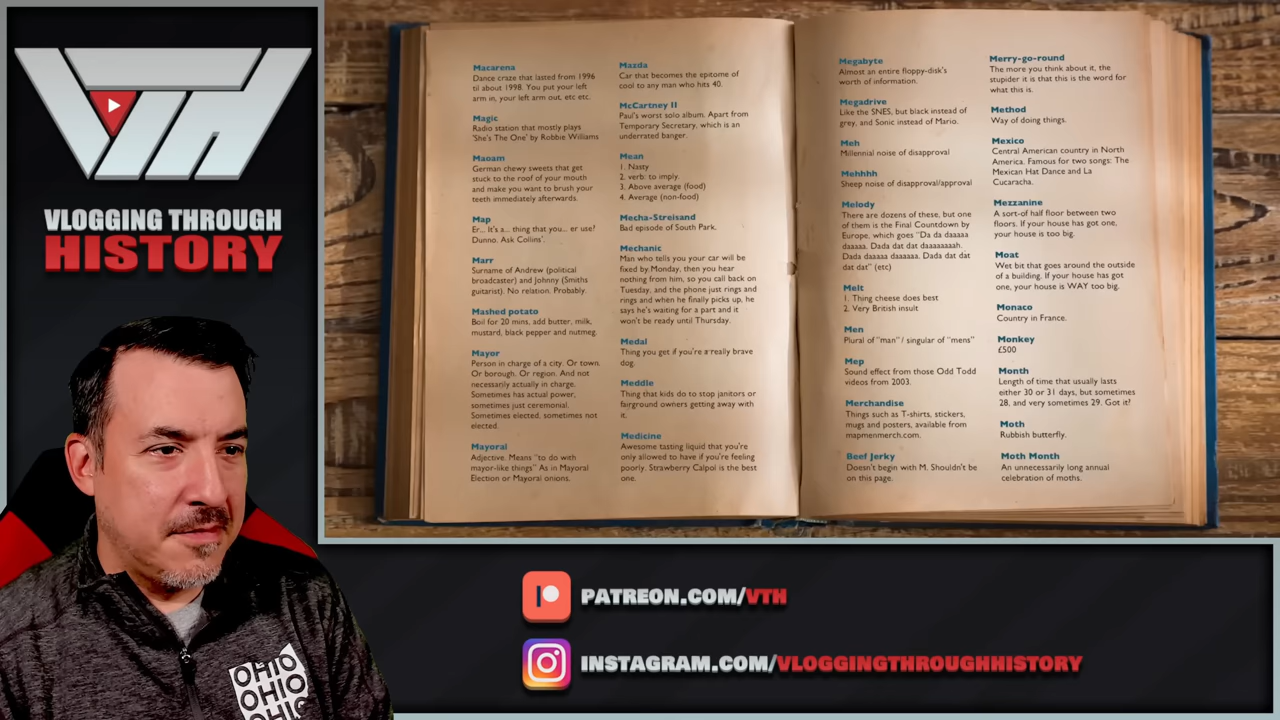 VTH
VLOGGING THROUGH
HISTORY
Macarena
Dance craze that lasted from 1996
til about 1998. You put your left
arm in, your left arm out, etc etc.
Magic
Radio station that mostly plays
'She's The One' by Robbie Williams
Maoam
German chewy sweets that get
stuck to the roof of your mouth
and make you want to brush your
teeth immediately afterwards.
Map
Er... It's a... thing that you... er use?
Dunno. Ask Collins'.
Marr
Surname of Andrew (political
broadcaster) and Johnny (Smiths
guitarist). No relation. Probably.
Mashed potato
Boil for 20 mins, add butter, milk,
mustard, black pepper and nutmeg.
Mayor
Person in charge of a city. Or town.
Or borough. Or region. And not
necessarily actually in charge.
Sometimes has actual power,
sometimes just ceremonial.
Sometimes elected, sometimes not
elected.
Mayoral
Adjective. Means "to do with
mayor-like things" As in Mayoral
Election or Mayoral onions.
Mazda
Car that becomes the epitome of
cool to any man who hits 40.
McCartney II
Paul's worst solo album. Apart from
Temporary Secretary, which is an
underrated banger.
Mean
1. Nasty
2. verb: to imply.
3. Above average (food)
4. Average (non-food)
Mecha-Streisand
Bad episode of South Park.
Mechanic
Man who tells you your car will be
fixed by Monday, then you hear
nothing from him, so you call back on
Tuesday, and the phone just rings and
rings and when he finally picks up, he
says he's waiting for a part and it
won't be ready until Thursday.
Medal
Thing you get if you're a really brave
dog.
Meddle
Thing that kids do to stop janitors or
fairground owners getting away with
it.
Medicine
Awesome tasting liquid that you're
only allowed to have if you're feeling
poorly. Strawberry Calpol is the best
one.
Megabyte
Almost an entire floppy-disk's
worth of information.
Megadrive
Like the SNES, but black instead of
grey, and Sonic instead of Mario.
Meh
Millennial noise of disapproval
Mehhhh
Sheep noise of disapproval/approval
Melody
There are dozens of these, but one
of them is the Final Countdown by
Europe, which goes "Da da daaaaa
daaaaa. Dada dat dat daaaaaaaah.
Dada daaaaa daaaaaa. Dada dat dat
dat dat" (etc)
Melt
1. Thing cheese does best
2. Very British insult
Men
Plural of "man" / singular of "mens"
Mep
Sound effect from those Odd Todd
videos from 2003.
Merchandise
Things such as T-shirts, stickers,
mugs and posters, available from
mapmenmerch.com.
Beef Jerky
Doesn't begin with M. Shouldn't be
on this page.
Merry-go-round
The more you think about it, the
stupider it is that this is the word for
what this is.
Method
Way of doing things.
Mexico
Central American country in North
America. Famous for two songs: The
Mexican Hat Dance and La
Cucaracha.
Mezzanine
A sort-of half floor between two
floors. If your house has got one,
your house is too big.
Moat
Wet bit that goes around the outside
of a building. If your house has got
one, your house is WAY too big.
Monaco
Country in France.
Monkey
£500
Month
Length of time that usually lasts
either 30 or 31 days, but sometimes
28, and very sometimes 29. Got it?
Moth
Rubbish butterfly.
Moth Month
An unnecessarily long annual
celebration of moths.
OHIO
OHIO
OHIO
PATREON.COM/VTH
INSTAGRAM.COM/VLOGGINGTHROUGHHISTORY